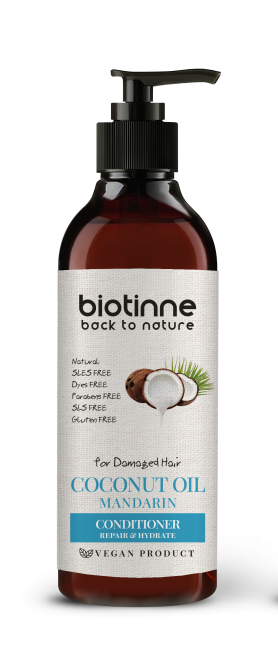 biotinne
back to nature
Natural
SLES FREE
Dyes FREE
Parabens FREE
SLS FREE
Gluten FREE
for Damaged Hair
COCONUT OIL
MANDARIN
CONDITIONER
REPAIR & HYDRATE
VEGAN PRODUCT